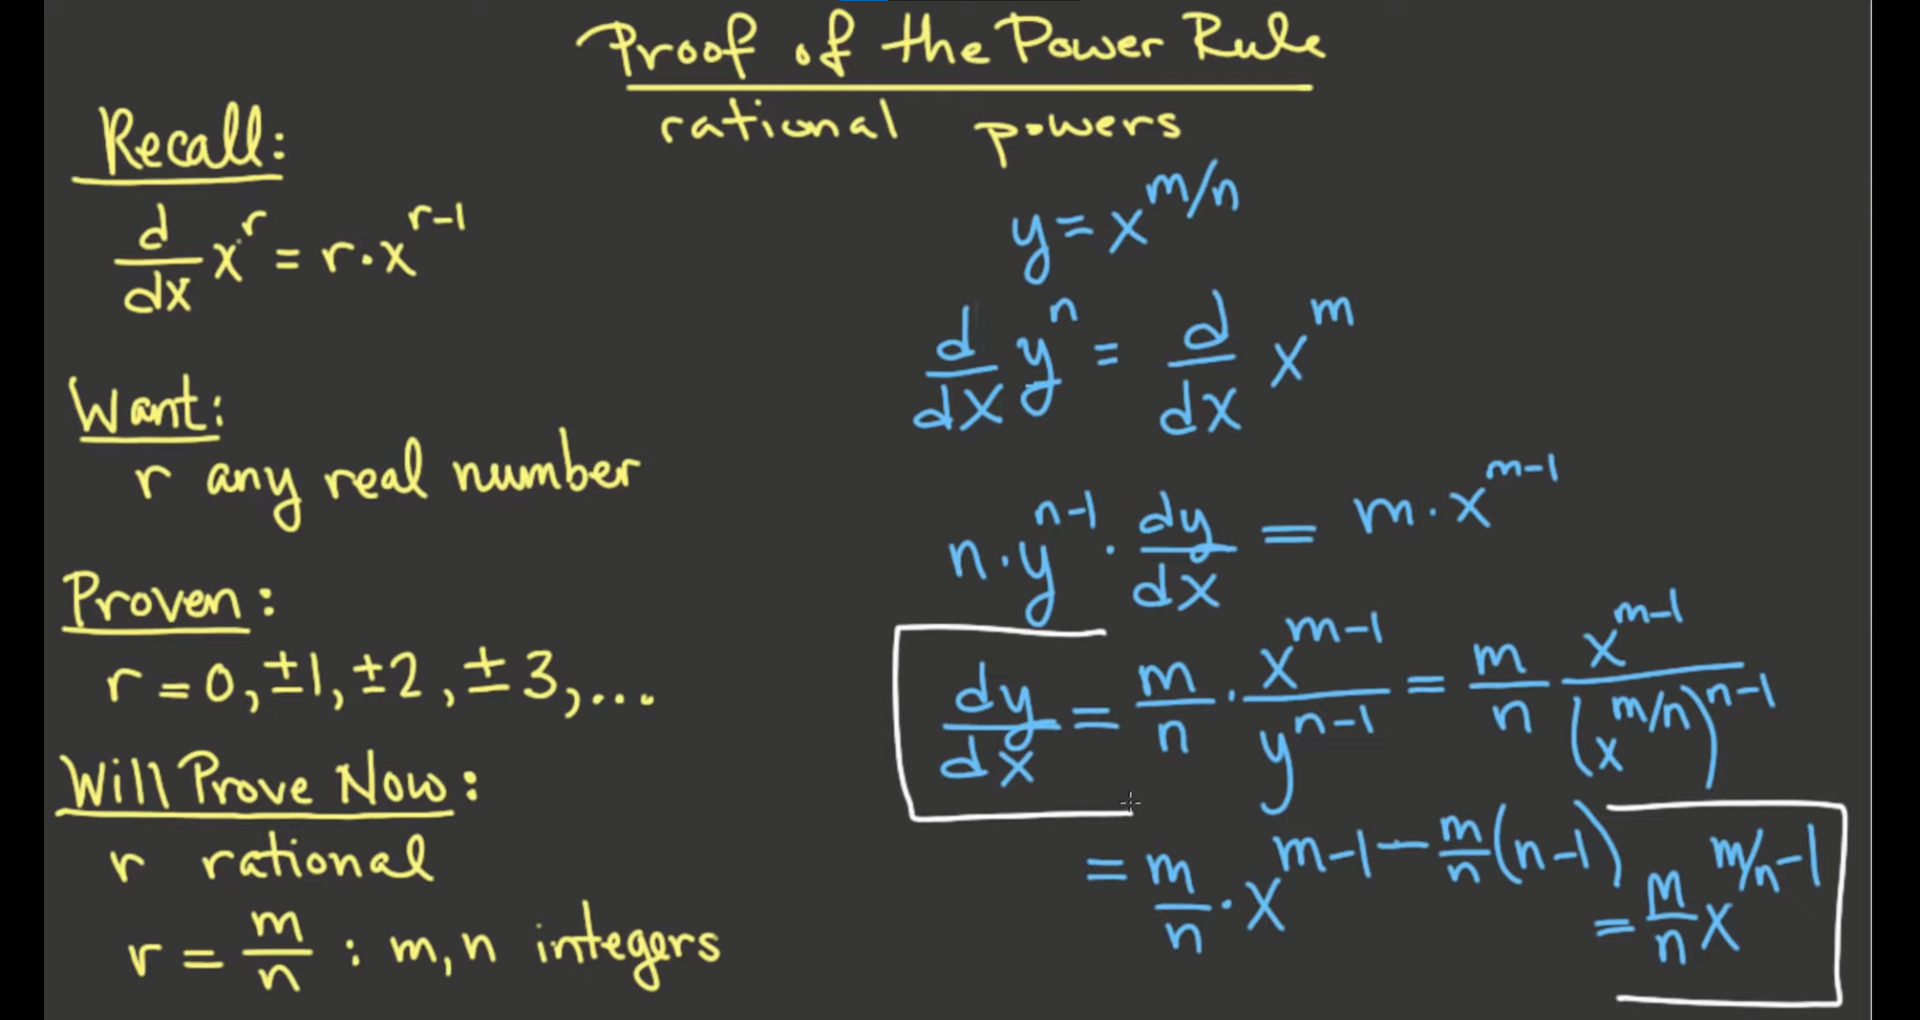 Proof of the Power Rule
rational powers
Recall:
d/dx x^r = r·x^(r-1)
Want:
r any real number
Proven:
r = 0, ±1, ±2, ±3, ...
Will Prove Now:
r rational
r = m/n : m, n integers
y = x^(m/n)
d/dx y^n = d/dx x^m
n·y^(n-1) · dy/dx = m·x^(m-1)
dy/dx = m/n · x^(m-1)/y^(n-1) = m/n x^(m-1)/(x^(m/n))^(n-1)
= m/n · x^(m-1-m/n(n-1)) = m/n x^(m/n-1)